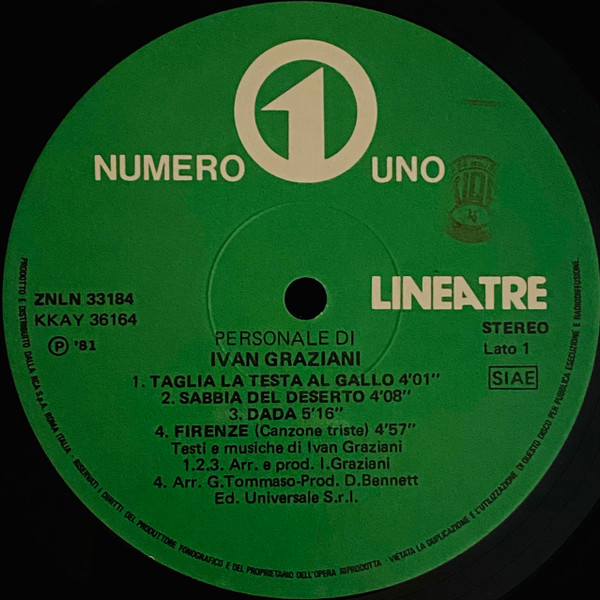 1
NUMERO UNO
LINEATRE
ZNLN 33184
KKAY 36164
Ⓟ '81
STEREO
Lato 1
SIAE
PERSONALE DI
IVAN GRAZIANI
1. TAGLIA LA TESTA AL GALLO 4'01"
2. SABBIA DEL DESERTO 4'08"
3. DADA 5'16"
4. FIRENZE (Canzone triste) 4'57"
Testi e musiche di Ivan Graziani
1.2.3. Arr. e prod. I.Graziani
4. Arr. G.Tommaso-Prod. D.Bennett
Ed. Universale S.r.l.
PRODOTTO E DISTRIBUITO DALLA RCA S.p.A. ROMA ITALIA - RISERVATI I DIRITTI DEL PRODUTTORE FONOGRAFICO E DEL PROPRIETARIO DELL'OPERA RIPRODOTTA - VIETATA LA DUPLICAZIONE E L'UTILIZZAZIONE DI QUESTO DISCO PER PUBBLICA ESECUZIONE E RADIODIFFUSIONE.